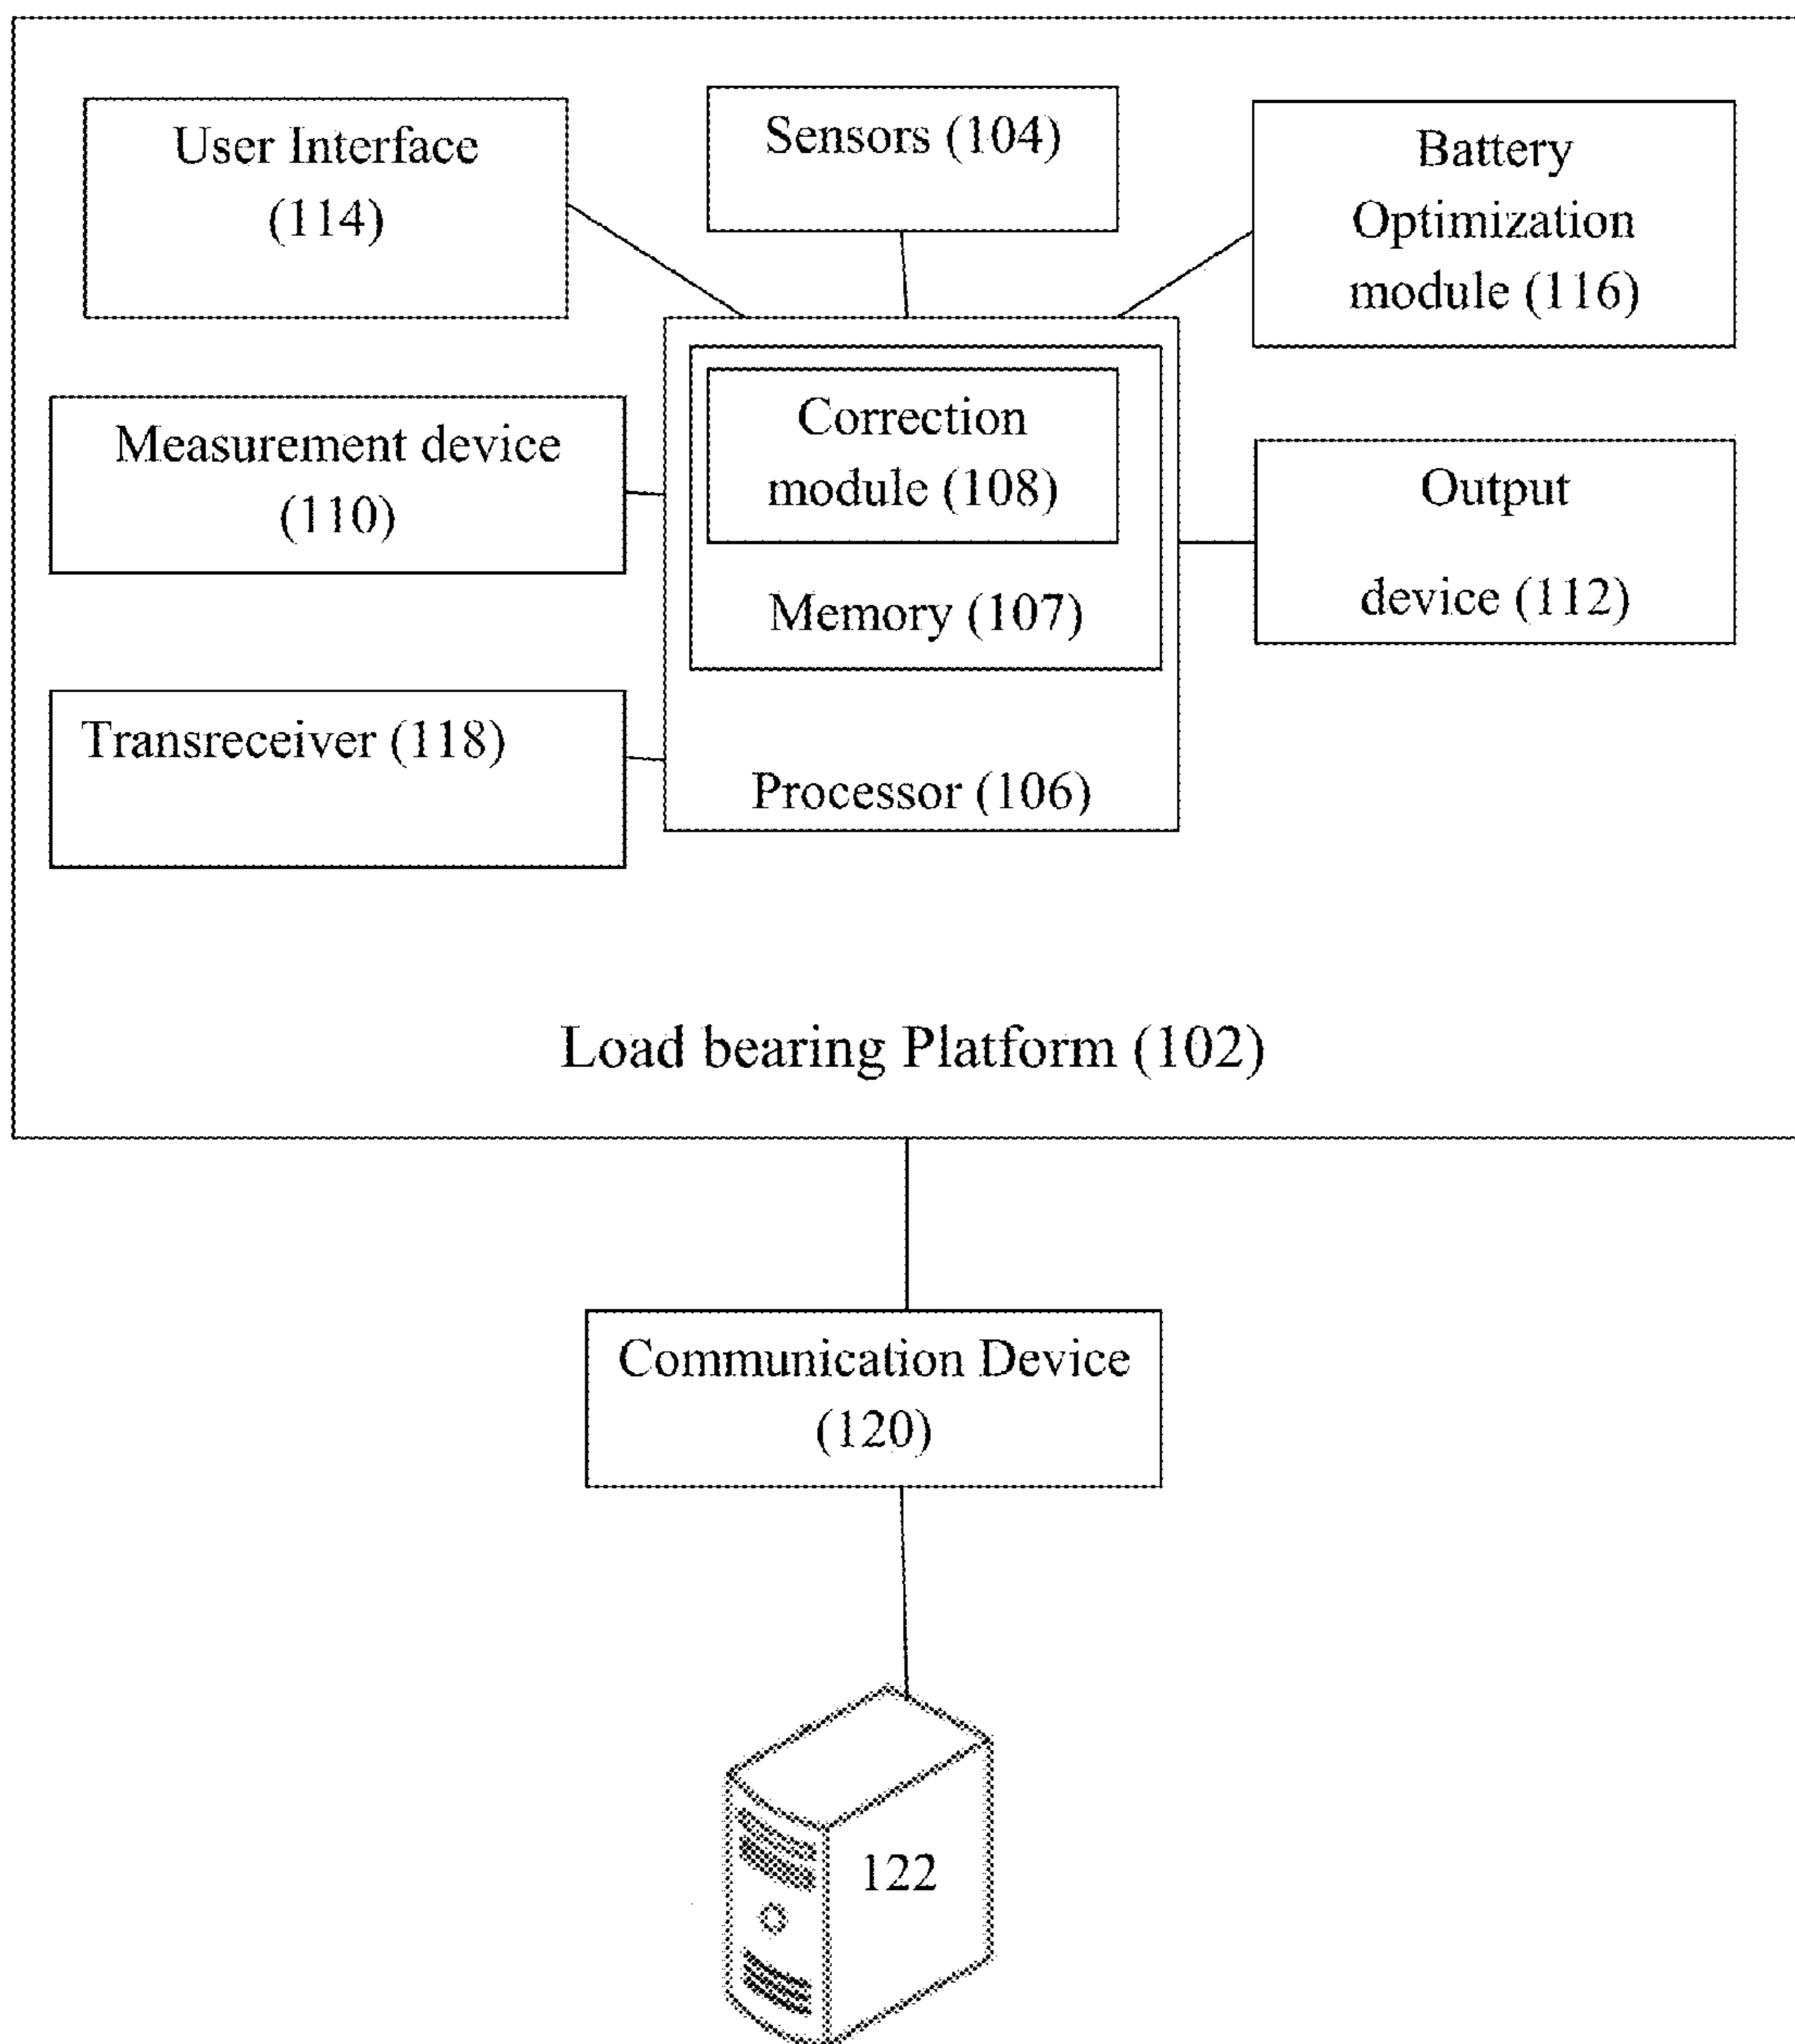 User Interface
(114)
Sensors (104)
Battery
Optimization
module (116)
Measurement device
(110)
Correction
module (108)
Memory (107)
Output
device (112)
Transreceiver (118)
Processor (106)
Load bearing Platform (102)
Communication Device
(120)
122